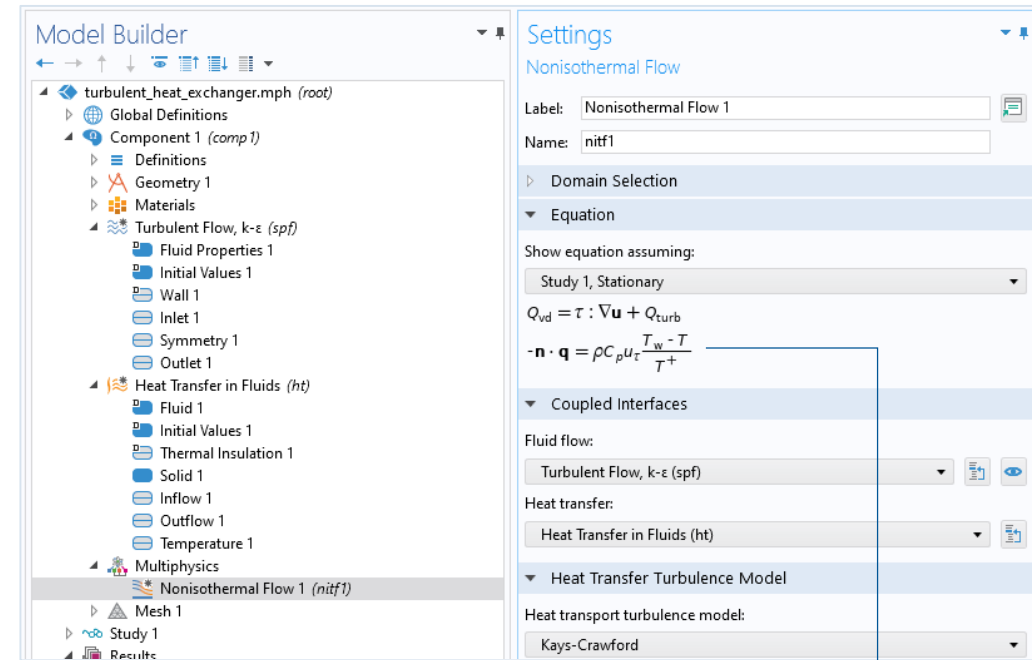 Model Builder
turbulent_heat_exchanger.mph (root)
Global Definitions
Component 1 (comp1)
Definitions
Geometry 1
Materials
Turbulent Flow, k-ε (spf)
Fluid Properties 1
Initial Values 1
Wall 1
Inlet 1
Symmetry 1
Outlet 1
Heat Transfer in Fluids (ht)
Fluid 1
Initial Values 1
Thermal Insulation 1
Solid 1
Inflow 1
Outflow 1
Temperature 1
Multiphysics
Nonisothermal Flow 1 (nitf1)
Mesh 1
Study 1
Results
Settings
Nonisothermal Flow
Label: Nonisothermal Flow 1
Name: nitf1
Domain Selection
Equation
Show equation assuming:
Study 1, Stationary
Q_vd = τ : ∇u + Q_turb
-n · q = ρC_p u_τ (T_w - T)/T⁺
Coupled Interfaces
Fluid flow:
Turbulent Flow, k-ε (spf)
Heat transfer:
Heat Transfer in Fluids (ht)
Heat Transfer Turbulence Model
Heat transport turbulence model:
Kays-Crawford